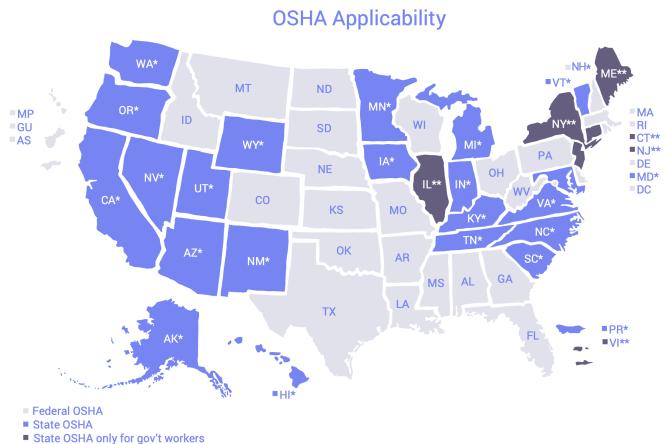 OSHA Applicability
WA*
OR*
CA*
NV*
ID
MT
WY*
UT*
AZ*
CO
NM*
ND
SD
NE
KS
OK
TX
MN*
IA*
MO
AR
LA
WI
IL**
MI*
IN*
OH
KY*
TN*
MS
AL
GA
FL
WV
VA*
NC*
SC*
PA
NY**
ME**
NH*
VT*
MP
GU
AS
MA
RI
CT**
NJ**
DE
MD*
DC
AK*
HI*
PR*
VI**
Federal OSHA
State OSHA
State OSHA only for gov't workers